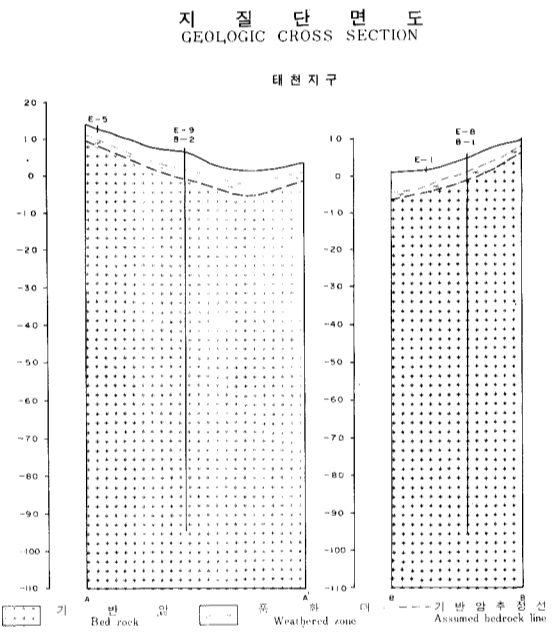 지 질 단 면 도
GEOLOGIC CROSS SECTION
태천지구
20
10
0
-10
-20
-30
-40
-50
-60
-70
-80
-90
-100
-110
E-5
E-9
B-2
A
A'
10
0
-10
-20
-30
-40
-50
-60
-70
-80
-90
-100
-110
E-1
E-8
B-1
B
B'
기 반 암
Bed rock
풍 화 대
Weathered zone
기반암추정선
Assumed bedrock line